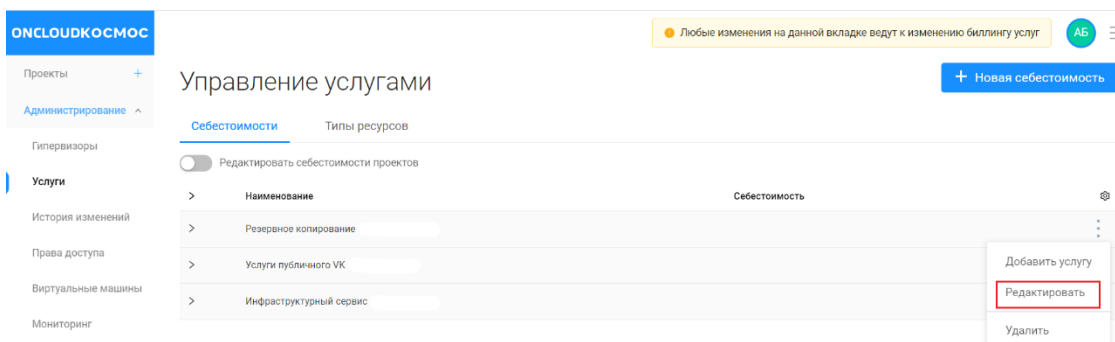 ONCLOUDКОСМОС
Любые изменения на данной вкладке ведут к изменению биллингу услуг
АБ
Проекты +
Управление услугами
+ Новая себестоимость
Администрирование
Себестоимости Типы ресурсов
Гипервизоры
Редактировать себестоимости проектов
Услуги
Наименование Себестоимость
История изменений
Резервное копирование
Права доступа
Услуги публичного VK
Добавить услугу
Виртуальные машины
Редактировать
Инфраструктурный сервис
Мониторинг
Удалить